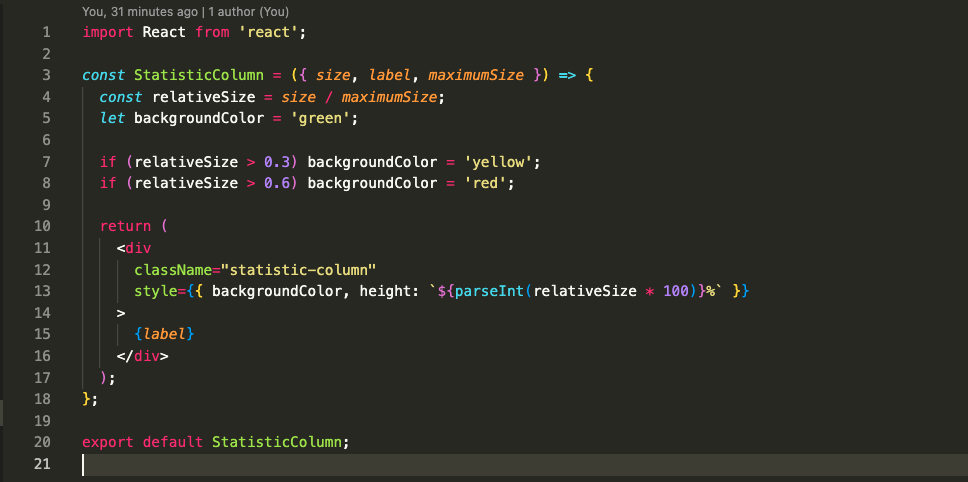 You, 31 minutes ago | 1 author (You)
1 import React from 'react';
2
3 const StatisticColumn = ({ size, label, maximumSize }) => {
4 const relativeSize = size / maximumSize;
5 let backgroundColor = 'green';
6
7 if (relativeSize > 0.3) backgroundColor = 'yellow';
8 if (relativeSize > 0.6) backgroundColor = 'red';
9
10 return (
11 <div
12 className="statistic-column"
13 style={{ backgroundColor, height: `${parseInt(relativeSize * 100)}%` }}
14 >
15 {label}
16 </div>
17 );
18 };
19
20 export default StatisticColumn;
21